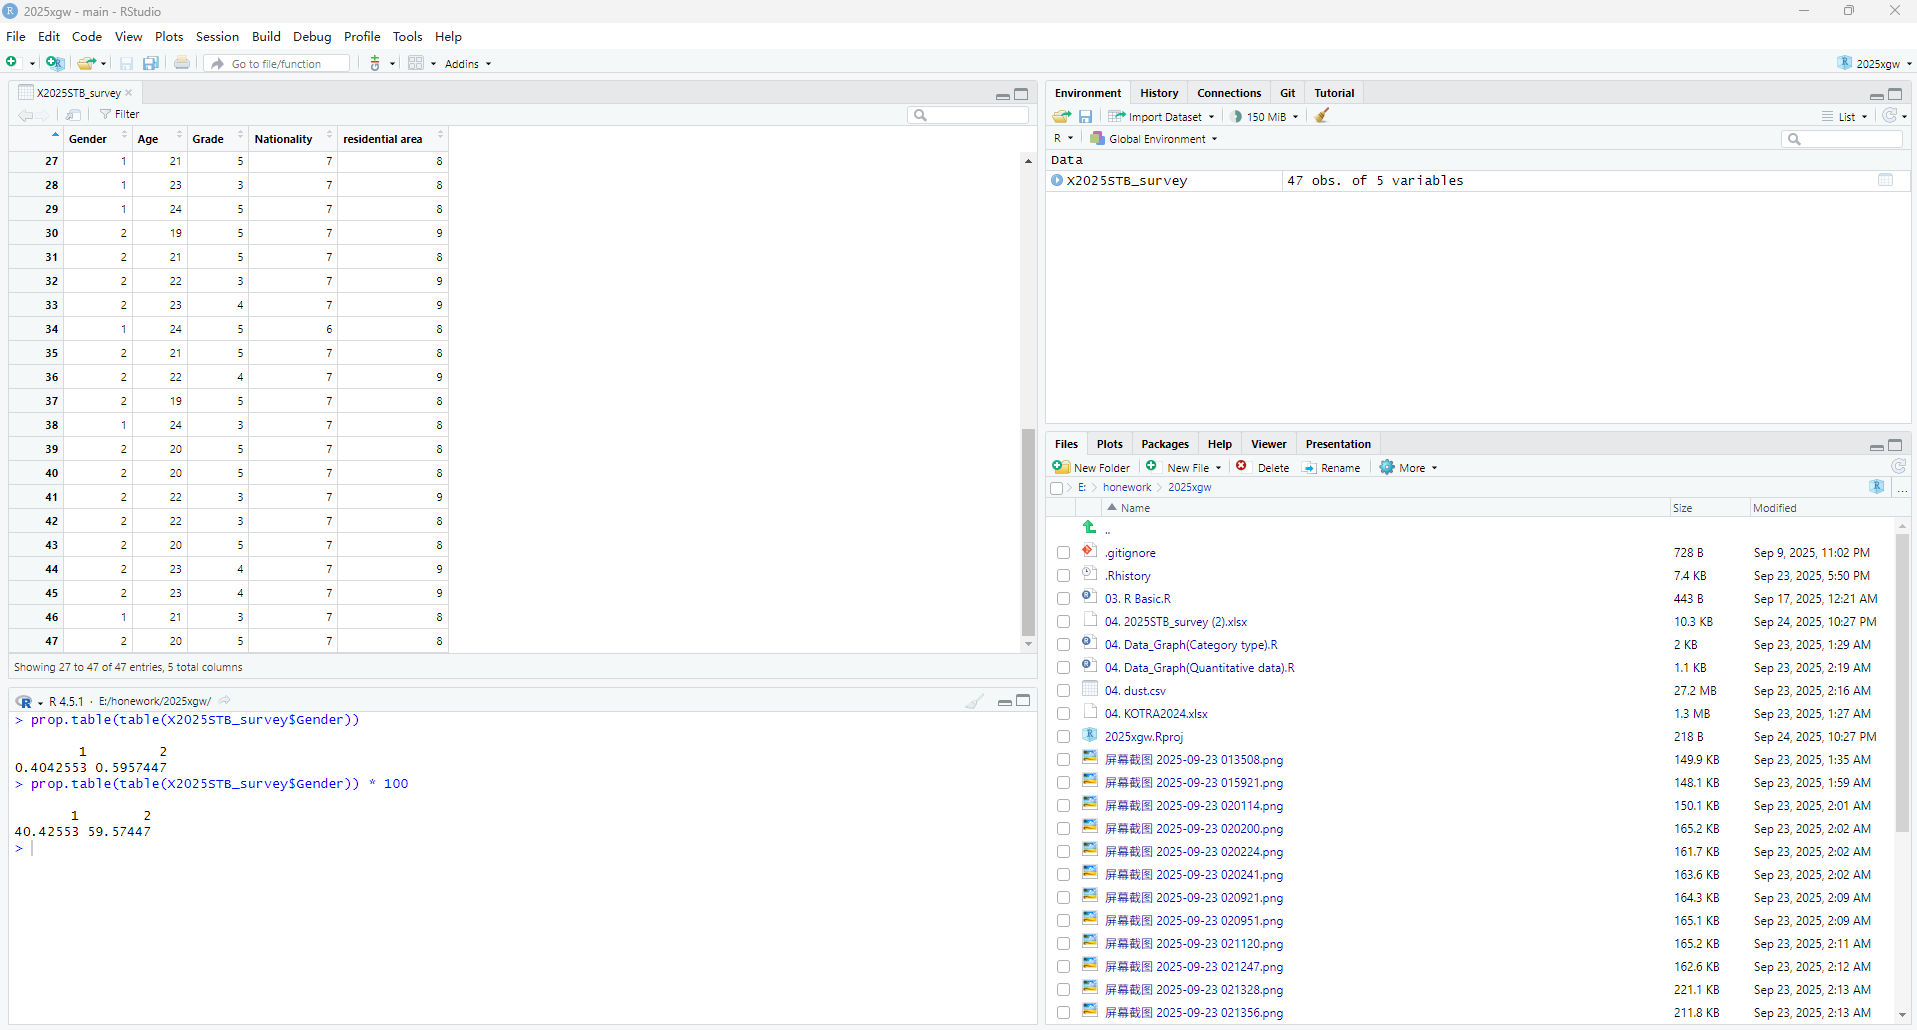 2025xgw - main - RStudio
File Edit Code View Plots Session Build Debug Profile Tools Help
Go to file/function Addins 2025xgw
X2025STB_survey
Filter
Gender Age Grade Nationality residential area
27 1 21 5 7 8
28 1 23 3 7 8
29 1 24 5 7 8
30 2 19 5 7 9
31 2 21 5 7 8
32 2 22 3 7 9
33 2 23 4 7 9
34 1 24 5 6 8
35 2 21 5 7 8
36 2 22 4 7 9
37 2 19 5 7 8
38 1 24 3 7 8
39 2 20 5 7 8
40 2 20 5 7 8
41 2 22 3 7 9
42 2 22 3 7 8
43 2 20 5 7 8
44 2 23 4 7 9
45 2 23 4 7 9
46 1 21 3 7 8
47 2 20 5 7 8
Showing 27 to 47 of 47 entries, 5 total columns
R 4.5.1 · E:/honework/2025xgw/
> prop.table(table(X2025STB_survey$Gender))
1 2
0.4042553 0.5957447
> prop.table(table(X2025STB_survey$Gender)) * 100
1 2
40.42553 59.57447
>
Environment History Connections Git Tutorial
Import Dataset 150 MiB List
R Global Environment
Data
X2025STB_survey 47 obs. of 5 variables
Files Plots Packages Help Viewer Presentation
New Folder New File Delete Rename More
E: honework 2025xgw ...
Name Size Modified
..
.gitignore 728 B Sep 9, 2025, 11:02 PM
.Rhistory 7.4 KB Sep 23, 2025, 5:50 PM
03. R Basic.R 443 B Sep 17, 2025, 12:21 AM
04. 2025STB_survey (2).xlsx 10.3 KB Sep 24, 2025, 10:27 PM
04. Data_Graph(Category type).R 2 KB Sep 23, 2025, 1:29 AM
04. Data_Graph(Quantitative data).R 1.1 KB Sep 23, 2025, 2:19 AM
04. dust.csv 27.2 MB Sep 23, 2025, 2:16 AM
04. KOTRA2024.xlsx 1.3 MB Sep 23, 2025, 1:27 AM
2025xgw.Rproj 218 B Sep 24, 2025, 10:27 PM
屏幕截图 2025-09-23 013508.png 149.9 KB Sep 23, 2025, 1:35 AM
屏幕截图 2025-09-23 015921.png 148.1 KB Sep 23, 2025, 1:59 AM
屏幕截图 2025-09-23 020114.png 150.1 KB Sep 23, 2025, 2:01 AM
屏幕截图 2025-09-23 020200.png 165.2 KB Sep 23, 2025, 2:02 AM
屏幕截图 2025-09-23 020224.png 161.7 KB Sep 23, 2025, 2:02 AM
屏幕截图 2025-09-23 020241.png 163.6 KB Sep 23, 2025, 2:02 AM
屏幕截图 2025-09-23 020921.png 164.3 KB Sep 23, 2025, 2:09 AM
屏幕截图 2025-09-23 020951.png 165.1 KB Sep 23, 2025, 2:09 AM
屏幕截图 2025-09-23 021120.png 165.2 KB Sep 23, 2025, 2:11 AM
屏幕截图 2025-09-23 021247.png 162.6 KB Sep 23, 2025, 2:12 AM
屏幕截图 2025-09-23 021328.png 221.1 KB Sep 23, 2025, 2:13 AM
屏幕截图 2025-09-23 021356.png 211.8 KB Sep 23, 2025, 2:13 AM